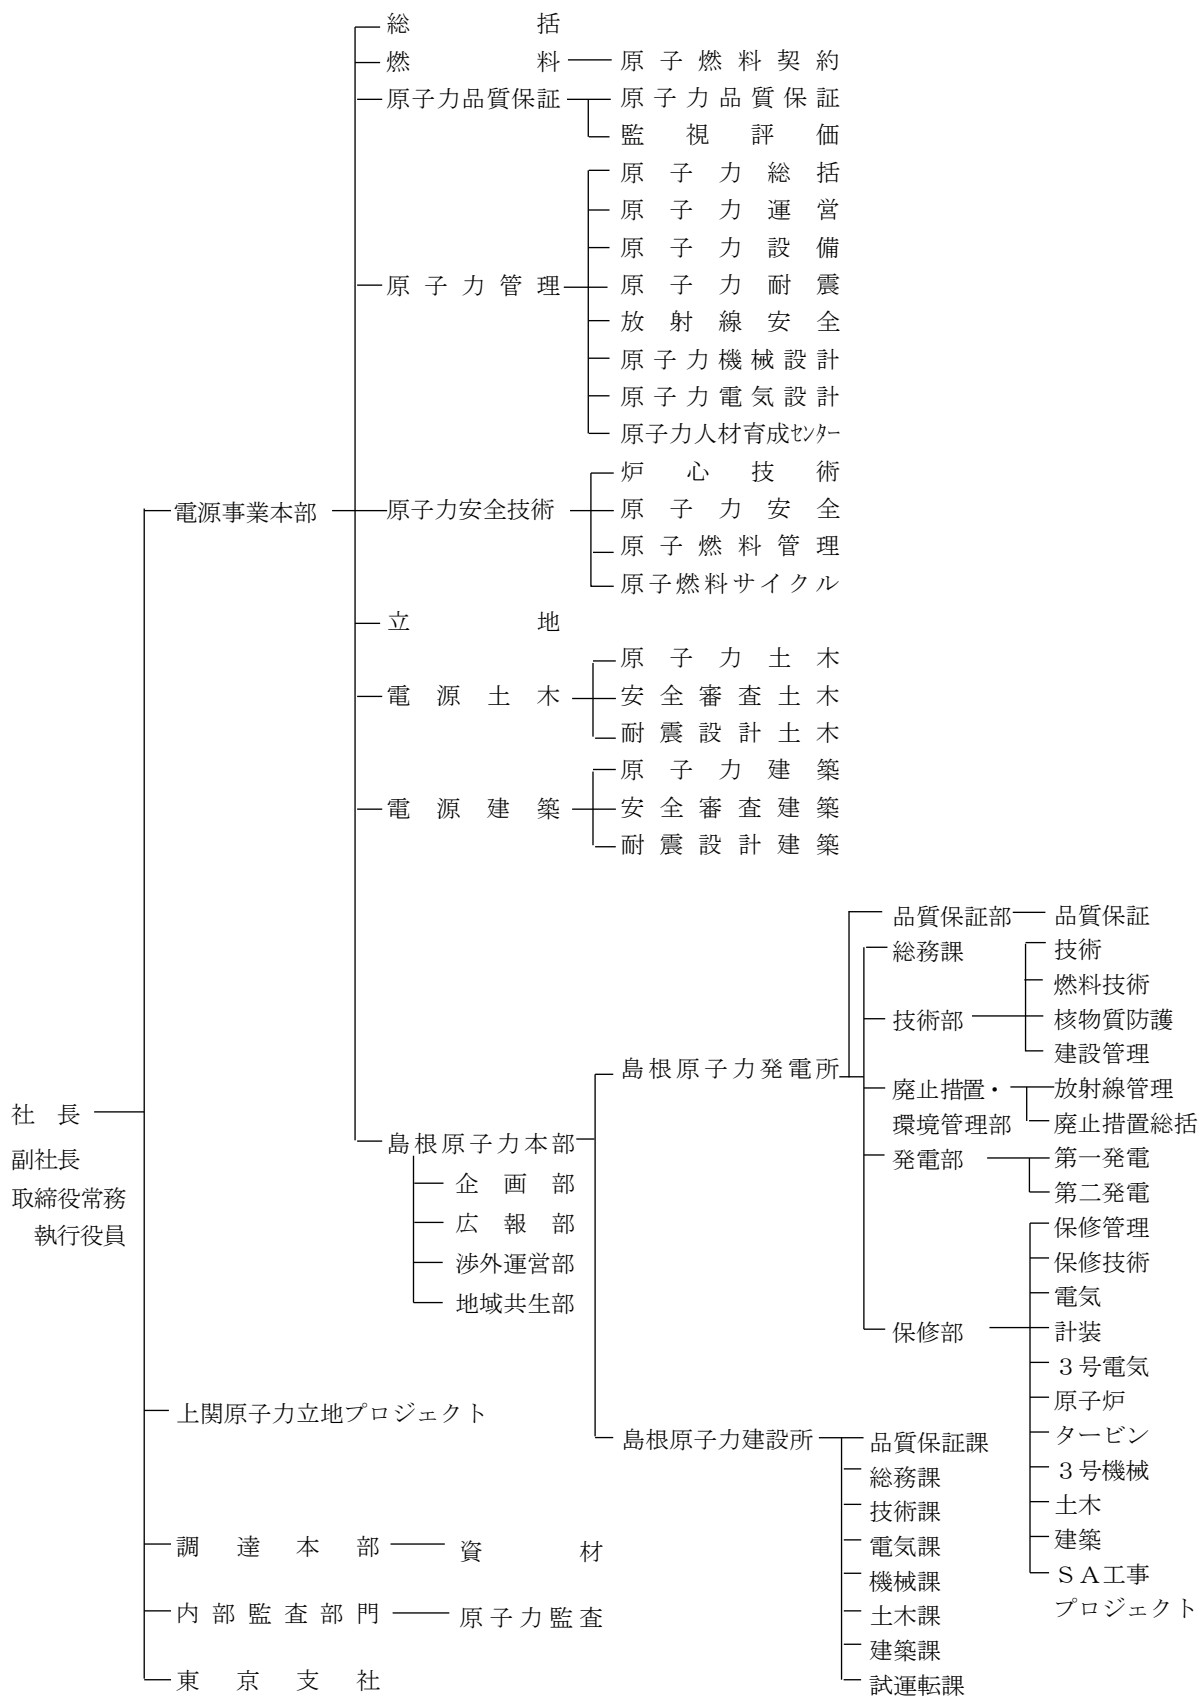 総括
燃料
原子燃料契約
原子力品質保証
原子力品質保証
監視評価
原子力管理
原子力総括
原子力運営
原子力設備
原子力耐震
放射線安全
原子力機械設計
原子力電気設計
原子力人材育成ｾﾝﾀｰ
電源事業本部
原子力安全技術
炉心技術
原子力安全
原子燃料管理
原子燃料サイクル
立地
電源土木
原子力土木
安全審査土木
耐震設計土木
電源建築
原子力建築
安全審査建築
耐震設計建築
社長
副社長
取締役常務
執行役員
島根原子力本部
企画部
広報部
渉外運営部
地域共生部
島根原子力発電所
品質保証部
品質保証
総務課
技術部
技術
燃料技術
核物質防護
建設管理
廃止措置・
環境管理部
放射線管理
廃止措置総括
発電部
第一発電
第二発電
保修部
保修管理
保修技術
電気
計装
３号電気
原子炉
タービン
３号機械
土木
建築
ＳＡ工事
プロジェクト
島根原子力建設所
品質保証課
総務課
技術課
電気課
機械課
土木課
建築課
試運転課
上関原子力立地プロジェクト
調達本部
資材
内部監査部門
原子力監査
東京支社